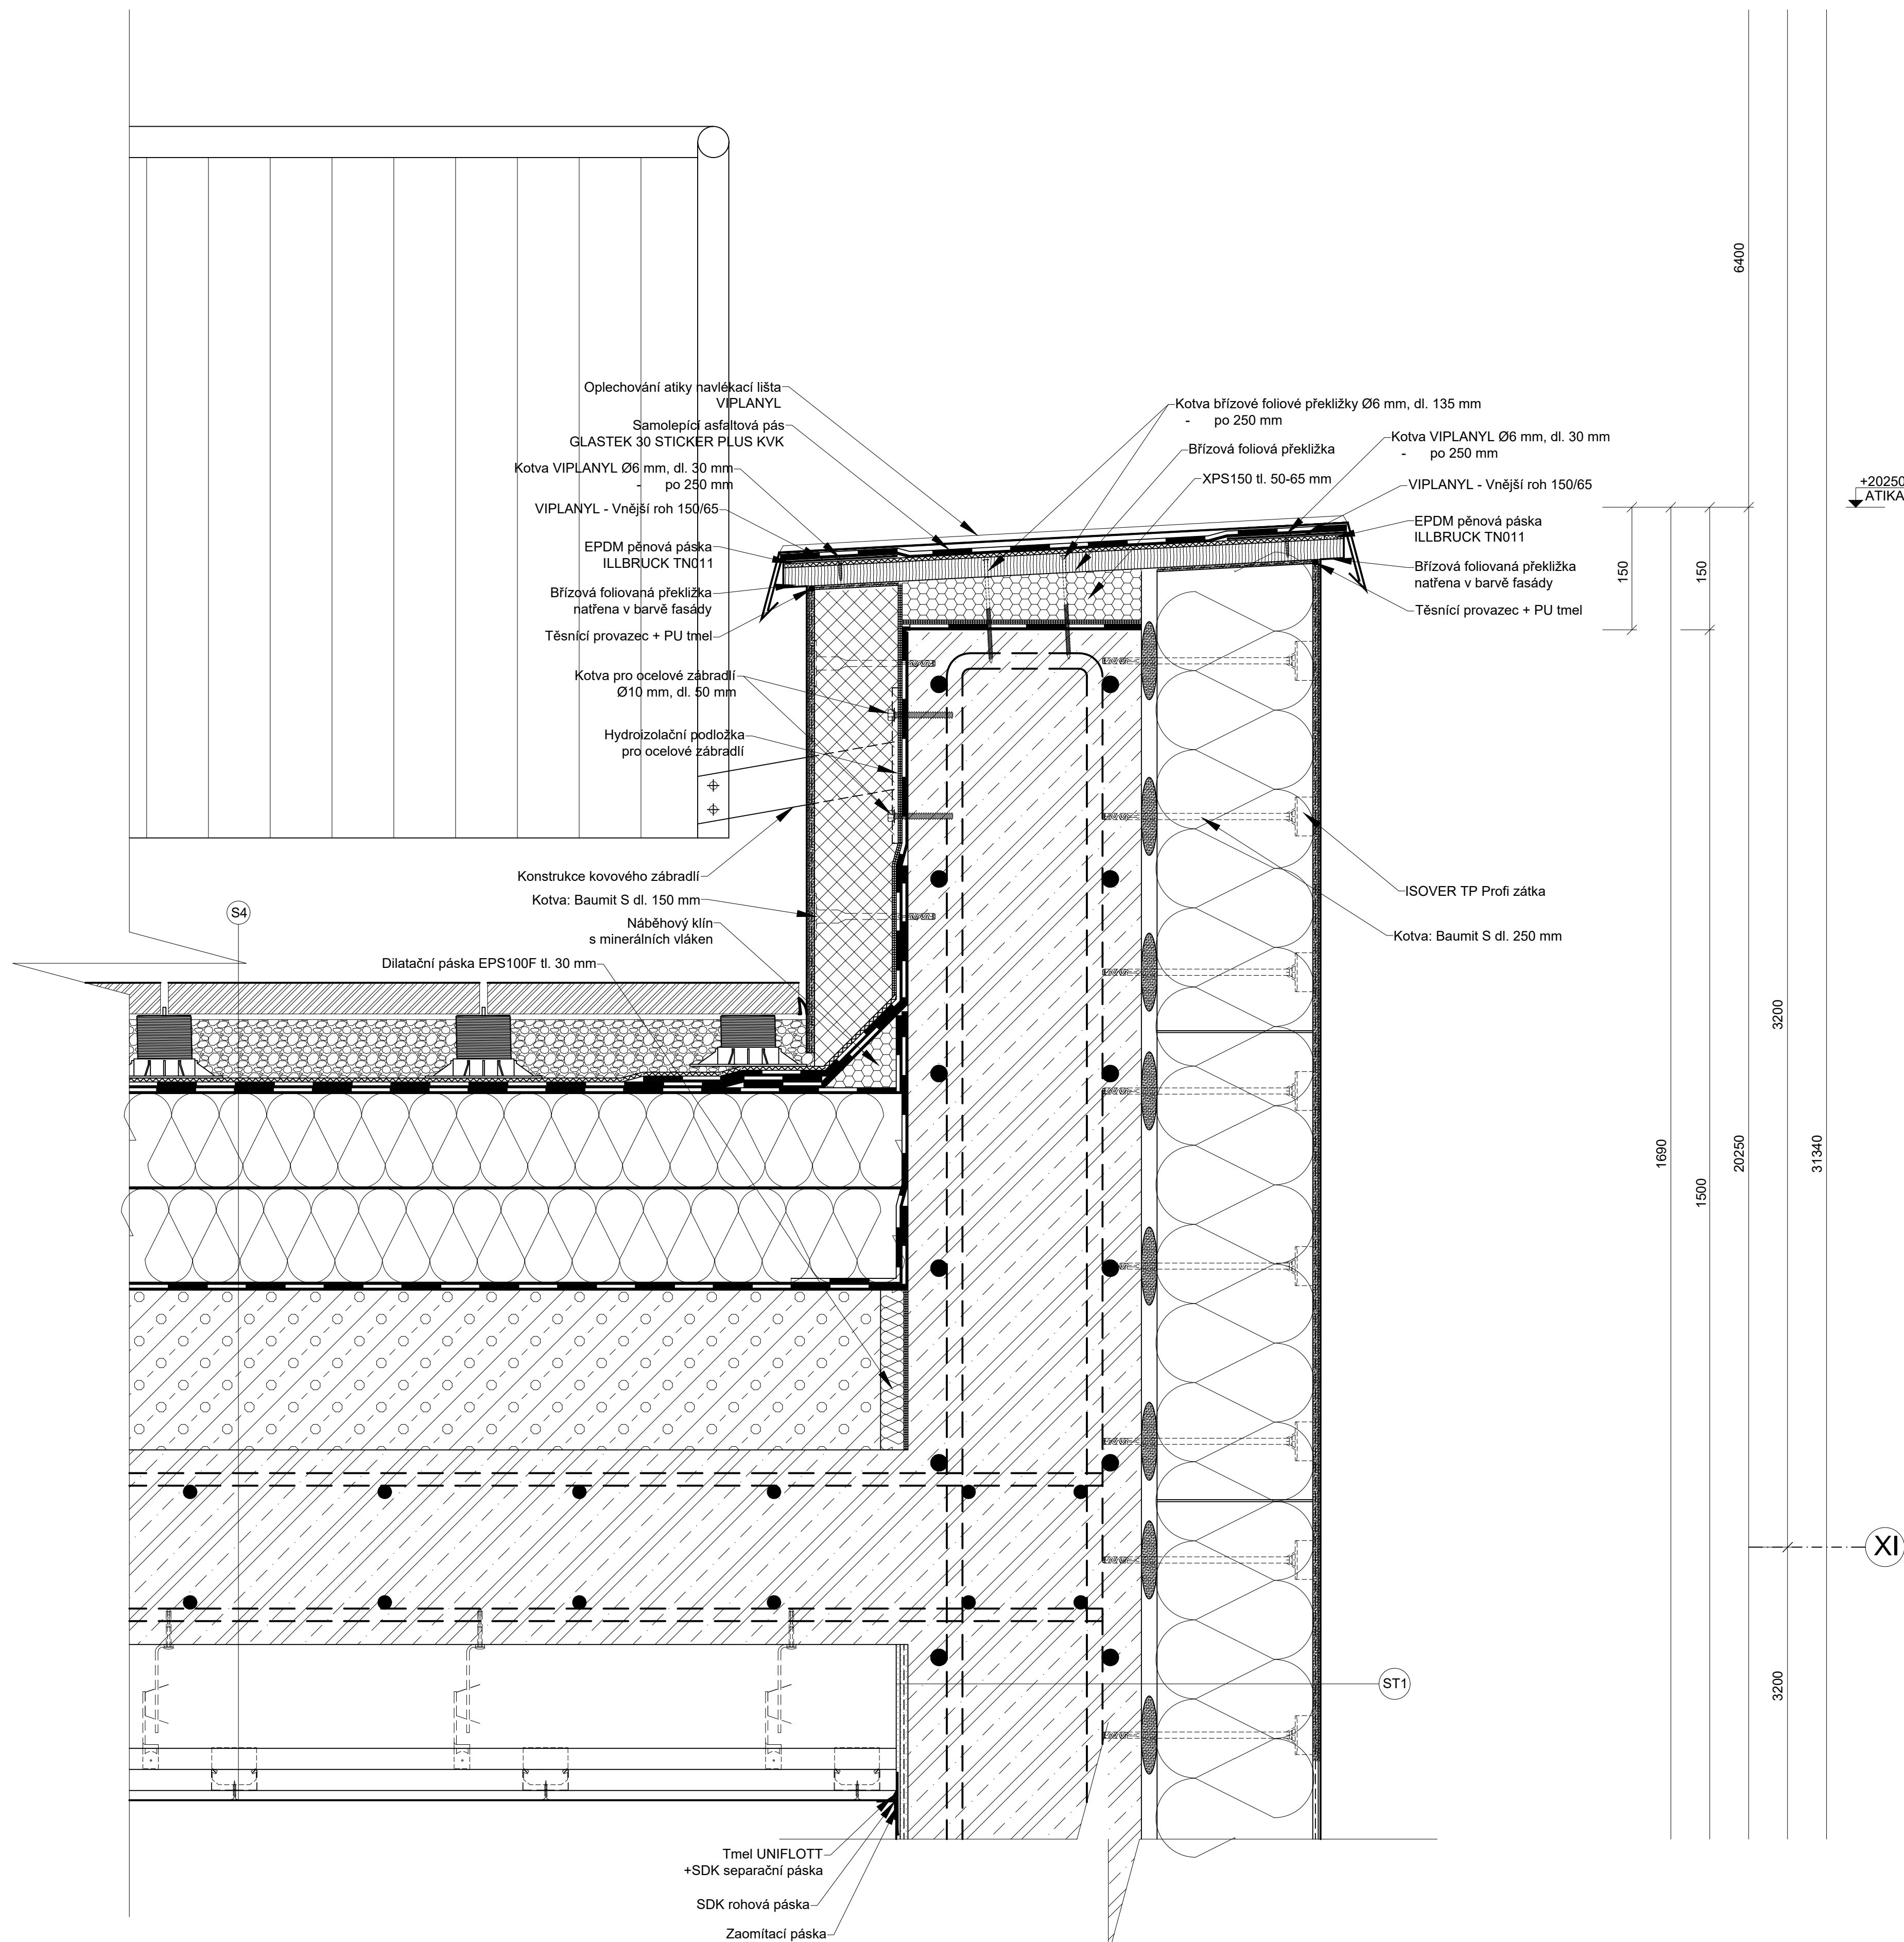 Oplechování atiky navlékací lišta
VIPLANYL
Samolepící asfaltová pás
GLASTEK 30 STICKER PLUS KVK
Kotva VIPLANYL Ø6 mm, dl. 30 mm
- po 250 mm
VIPLANYL - Vnější roh 150/65
EPDM pěnová páska
ILLBRUCK TN011
Břízová foliovaná překližka
natřena v barvě fasády
Těsnící provazec + PU tmel
Kotva pro ocelové zábradlí
Ø10 mm, dl. 50 mm
Hydroizolační podložka
pro ocelové zábradlí
Konstrukce kovového zábradlí
Kotva: Baumit S dl. 150 mm
Náběhový klín
s minerálních vláken
Dilatační páska EPS100F tl. 30 mm
S4
Kotva břízové foliové překližky Ø6 mm, dl. 135 mm
- po 250 mm
Břízová foliová překližka
XPS150 tl. 50-65 mm
Kotva VIPLANYL Ø6 mm, dl. 30 mm
- po 250 mm
VIPLANYL - Vnější roh 150/65
EPDM pěnová páska
ILLBRUCK TN011
Břízová foliovaná překližka
natřena v barvě fasády
Těsnící provazec + PU tmel
ISOVER TP Profi zátka
Kotva: Baumit S dl. 250 mm
ST1
Tmel UNIFLOTT
+SDK separační páska
SDK rohová páska
Zaomítací páska
6400
+20250
ATIKA
150
150
3200
1690
1500
20250
31340
XI
3200